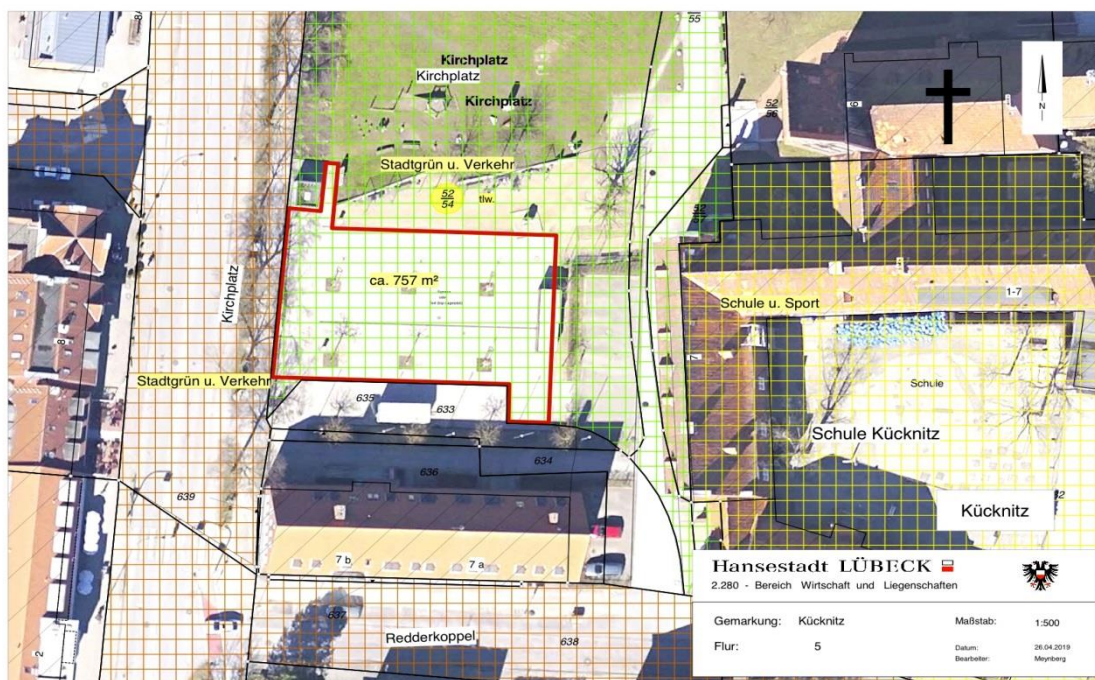 55
8
Kirchplatz
Kirchplatz
Kirchplatz
52
56
9
N
Stadtgrün u. Verkehr
52
54
tlw.
52
57
Kirchplatz
ca. 757 m²
8
Schule u. Sport
1-7
7
Schule
Stadtgrün u. Verkehr
635
633
Schule Kücknitz
636
634
639
Kücknitz
7 b
7 a
637
Redderkoppel
638
2
Hansestadt LÜBECK
2.280 - Bereich Wirtschaft und Liegenschaften
Gemarkung: Kücknitz
Maßstab: 1:500
Flur: 5
Datum: 26.04.2019
Bearbeiter: Meynberg